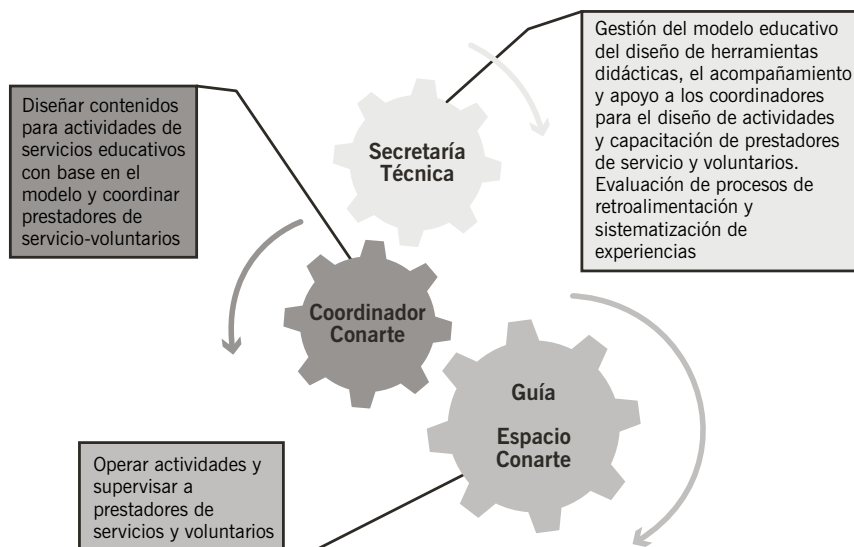 Gestión del modelo educativo
del diseño de herramientas
didácticas, el acompañamiento
y apoyo a los coordinadores
para el diseño de actividades
y capacitación de prestadores
de servicio y voluntarios.
Evaluación de procesos de
retroalimentación y
sistematización de
experiencias
Diseñar contenidos
para actividades de
servicios educativos
con base en el
modelo y coordinar
prestadores de
servicio-voluntarios
Secretaría
Técnica
Coordinador
Conarte
Guía
Espacio
Conarte
Operar actividades y
supervisar a
prestadores de
servicios y voluntarios